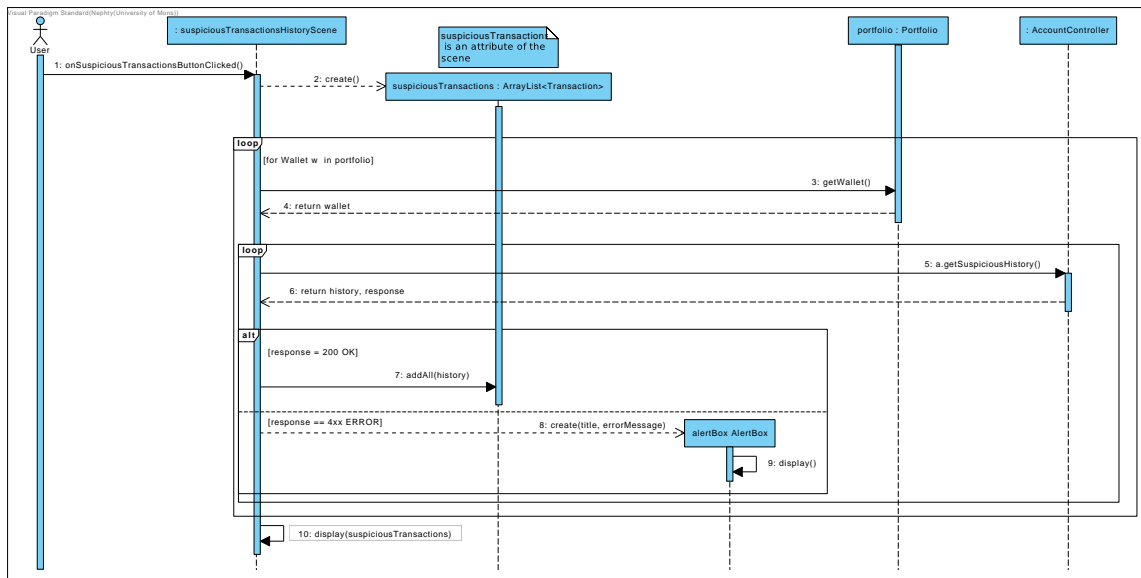 Visual Paradigm Standard(Nephty(University of Mons))
: suspiciousTransactionsHistoryScene
suspiciousTransactions
is an attribute of the
scene
portfolio : Portfolio
: AccountController
User
1: onSuspiciousTransactionsButtonClicked()
2: create()
suspiciousTransactions : ArrayList<Transaction>
loop
[for Wallet w in portfolio]
3: getWallet()
4: return wallet
loop
5: a.getSuspiciousHistory()
6: return history, response
alt
[response = 200 OK]
7: addAll(history)
[response == 4xx ERROR]
8: create(title, errorMessage)
alertBox AlertBox
9: display()
10: display(suspiciousTransactions)